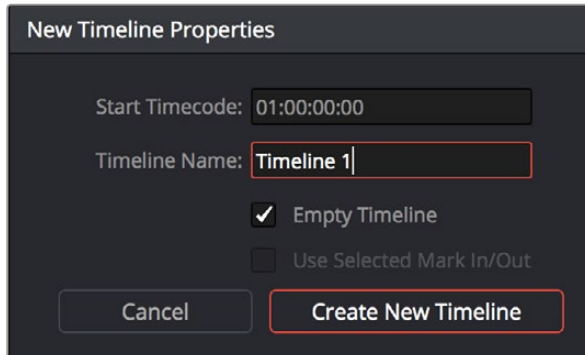 New Timeline Properties
Start Timecode: 01:00:00:00
Timeline Name: Timeline 1
Empty Timeline
Use Selected Mark In/Out
Cancel Create New Timeline